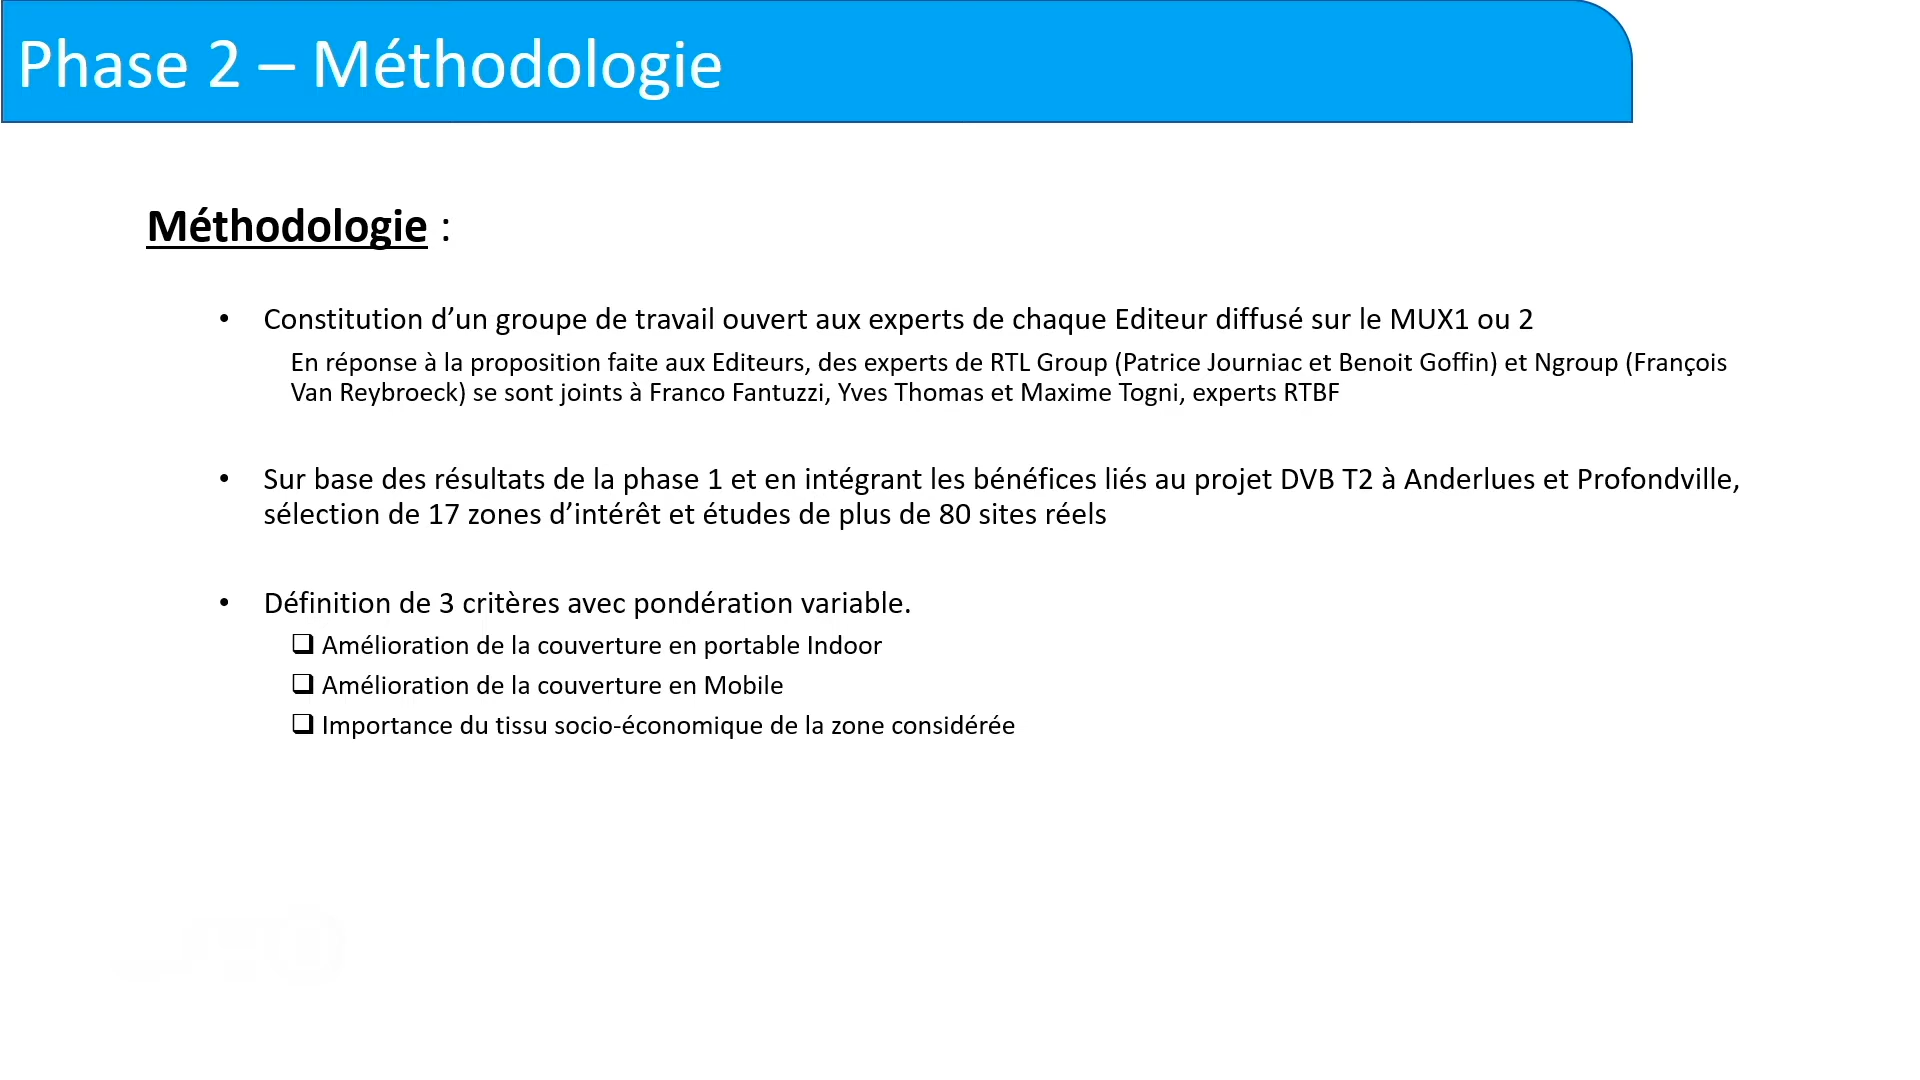 Phase 2 – Méthodologie
Méthodologie :
• Constitution d’un groupe de travail ouvert aux experts de chaque Editeur diffusé sur le MUX1 ou 2
En réponse à la proposition faite aux Editeurs, des experts de RTL Group (Patrice Journiac et Benoit Goffin) et Ngroup (François
Van Reybroeck) se sont joints à Franco Fantuzzi, Yves Thomas et Maxime Togni, experts RTBF
• Sur base des résultats de la phase 1 et en intégrant les bénéfices liés au projet DVB T2 à Anderlues et Profondville,
sélection de 17 zones d’intérêt et études de plus de 80 sites réels
• Définition de 3 critères avec pondération variable.
❑ Amélioration de la couverture en portable Indoor
❑ Amélioration de la couverture en Mobile
❑ Importance du tissu socio-économique de la zone considérée